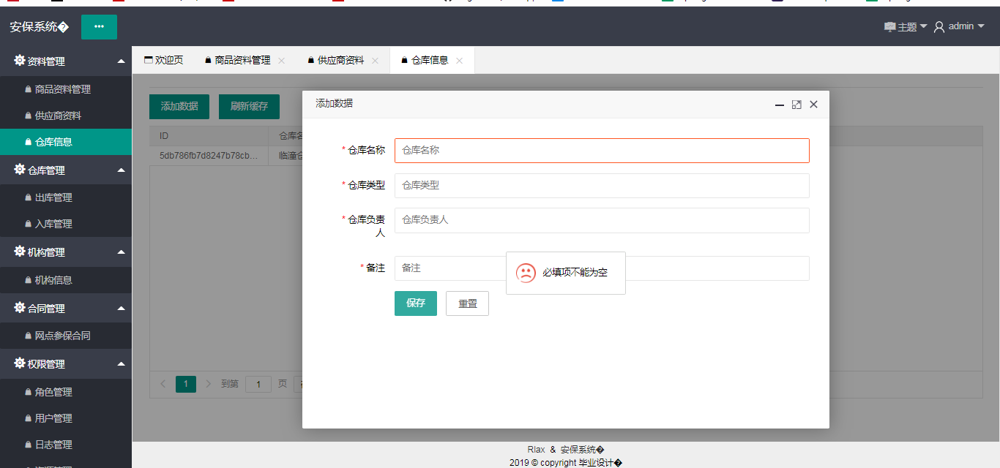 安保系统�
主题
admin
资料管理
商品资料管理
供应商资料
仓库信息
仓库管理
出库管理
入库管理
机构管理
机构信息
合同管理
网点参保合同
权限管理
角色管理
用户管理
日志管理
欢迎页
商品资料管理
供应商资料
仓库信息
添加数据
刷新缓存
ID
仓库名
5db786fb7d8247b78cb...
临潼仓
1
到第
1
页
添加数据
* 仓库名称
仓库名称
* 仓库类型
仓库类型
* 仓库负责
人
仓库负责人
* 备注
备注
必填项不能为空
保存
重置
Rlax & 安保系统�
2019 © copyright 毕业设计�